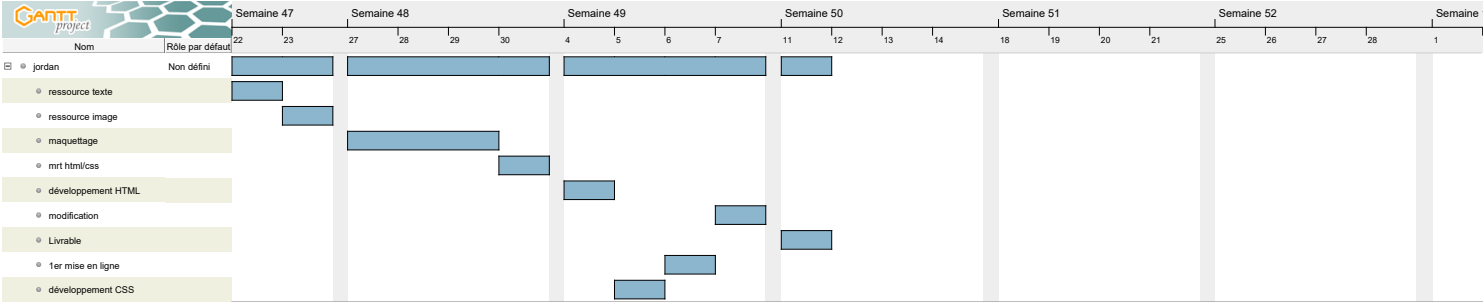 GANTT project
Semaine 47 Semaine 48 Semaine 49 Semaine 50 Semaine 51 Semaine 52 Semaine
Nom Rôle par défaut
22 23 27 28 29 30 4 5 6 7 11 12 13 14 18 19 20 21 25 26 27 28 1
jordan Non défini
ressource texte
ressource image
maquettage
mrt html/css
développement HTML
modification
Livrable
1er mise en ligne
développement CSS